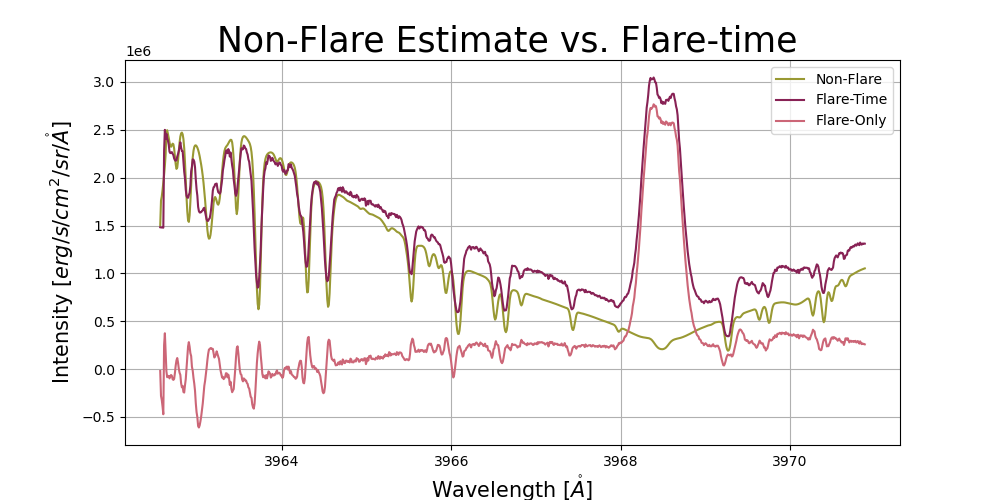 Non-Flare Estimate vs. Flare-time
1e6
Non-Flare
Flare-Time
Flare-Only
3.0
2.5
2.0
1.5
1.0
0.5
0.0
−0.5
Intensity [erg/s/cm²/sr/Å]
3964 3966 3968 3970
Wavelength [Å]